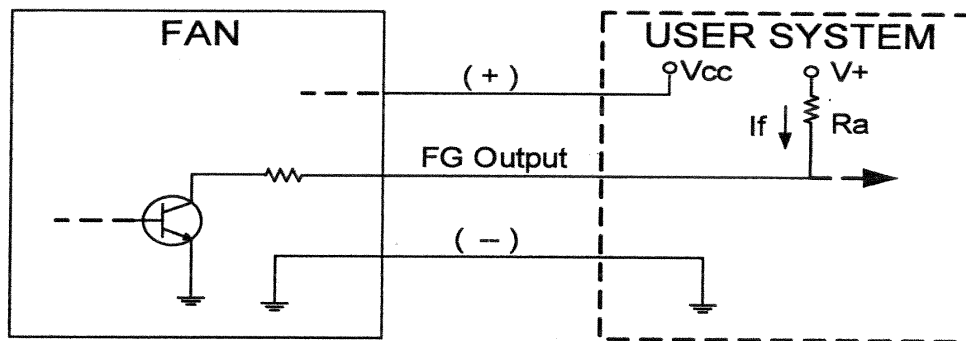 FAN
USER SYSTEM
( + )
Vcc
V+
If
Ra
FG Output
( -- )